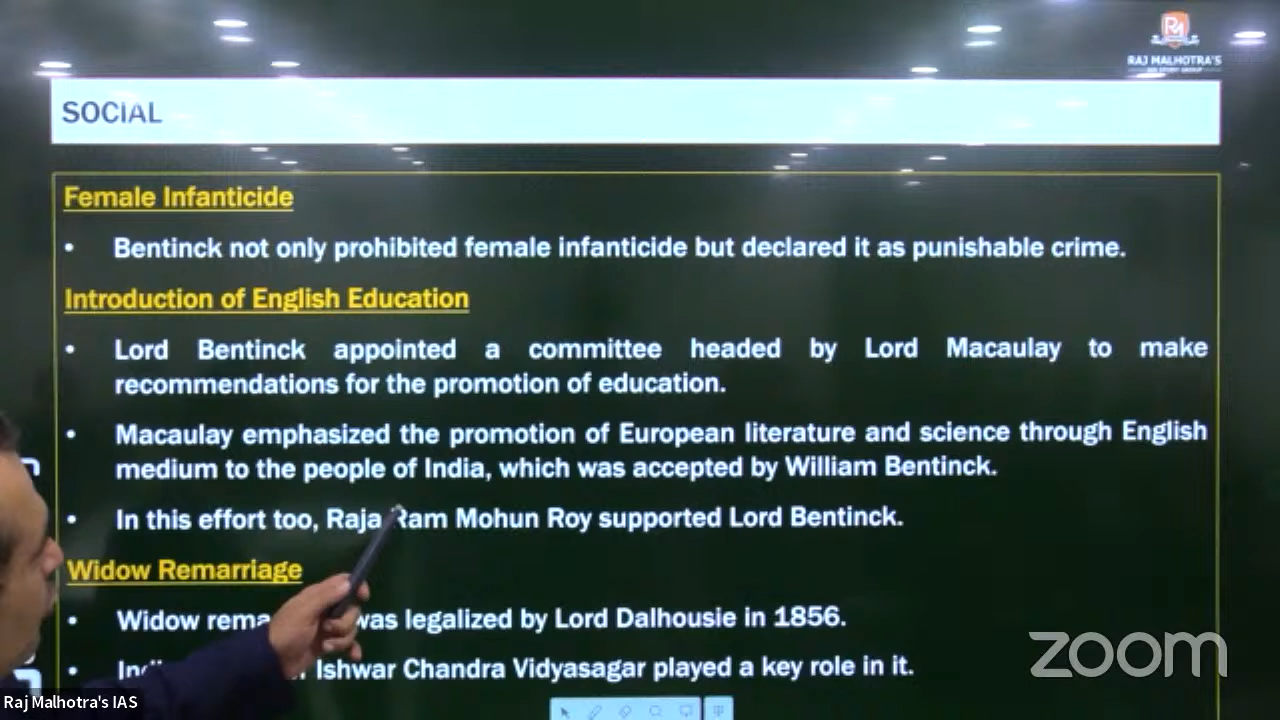 RM
RAJ MALHOTRA'S
SOCIAL
Female Infanticide
• Bentinck not only prohibited female infanticide but declared it as punishable crime.
Introduction of English Education
• Lord Bentinck appointed a committee headed by Lord Macaulay to make
recommendations for the promotion of education.
• Macaulay emphasized the promotion of European literature and science through English
medium to the people of India, which was accepted by William Bentinck.
• In this effort too, Raja Ram Mohun Roy supported Lord Bentinck.
Widow Remarriage
• Widow was legalized by Lord Dalhousie in 1856.
• Ishwar Chandra Vidyasagar played a key role in it.
zoom
Raj Malhotra's IAS